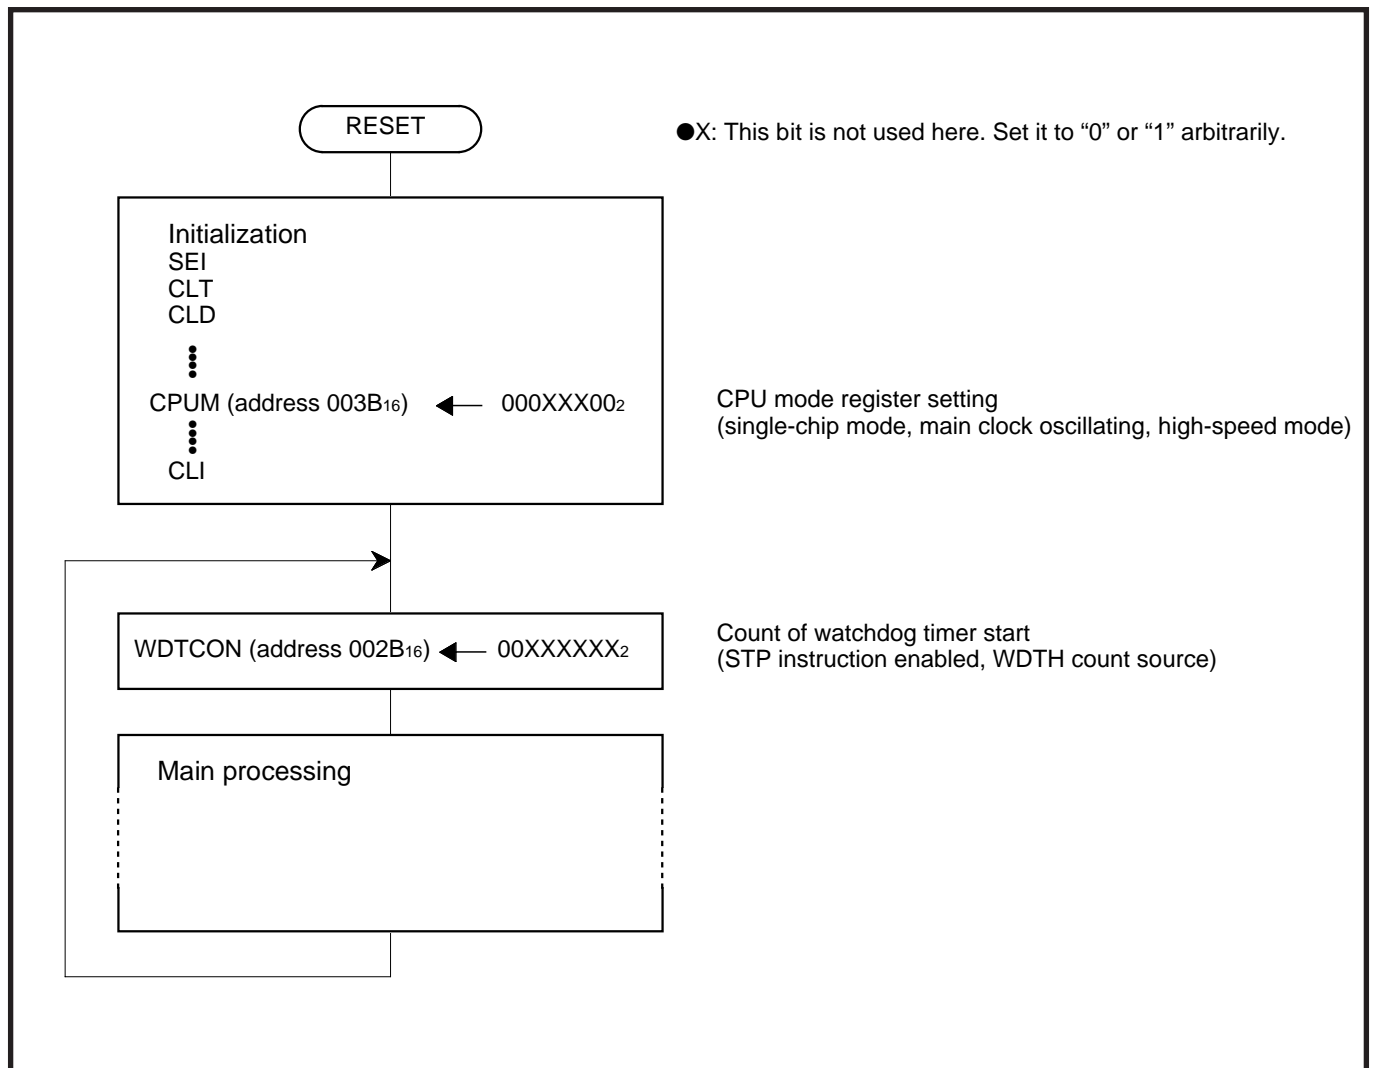 RESET
●X: This bit is not used here. Set it to “0” or “1” arbitrarily.
Initialization
SEI
CLT
CLD
CPUM (address 003B16) ← 000XXX002
CPU mode register setting
(single-chip mode, main clock oscillating, high-speed mode)
CLI
WDTCON (address 002B16) ← 00XXXXXX2
Count of watchdog timer start
(STP instruction enabled, WDTH count source)
Main processing